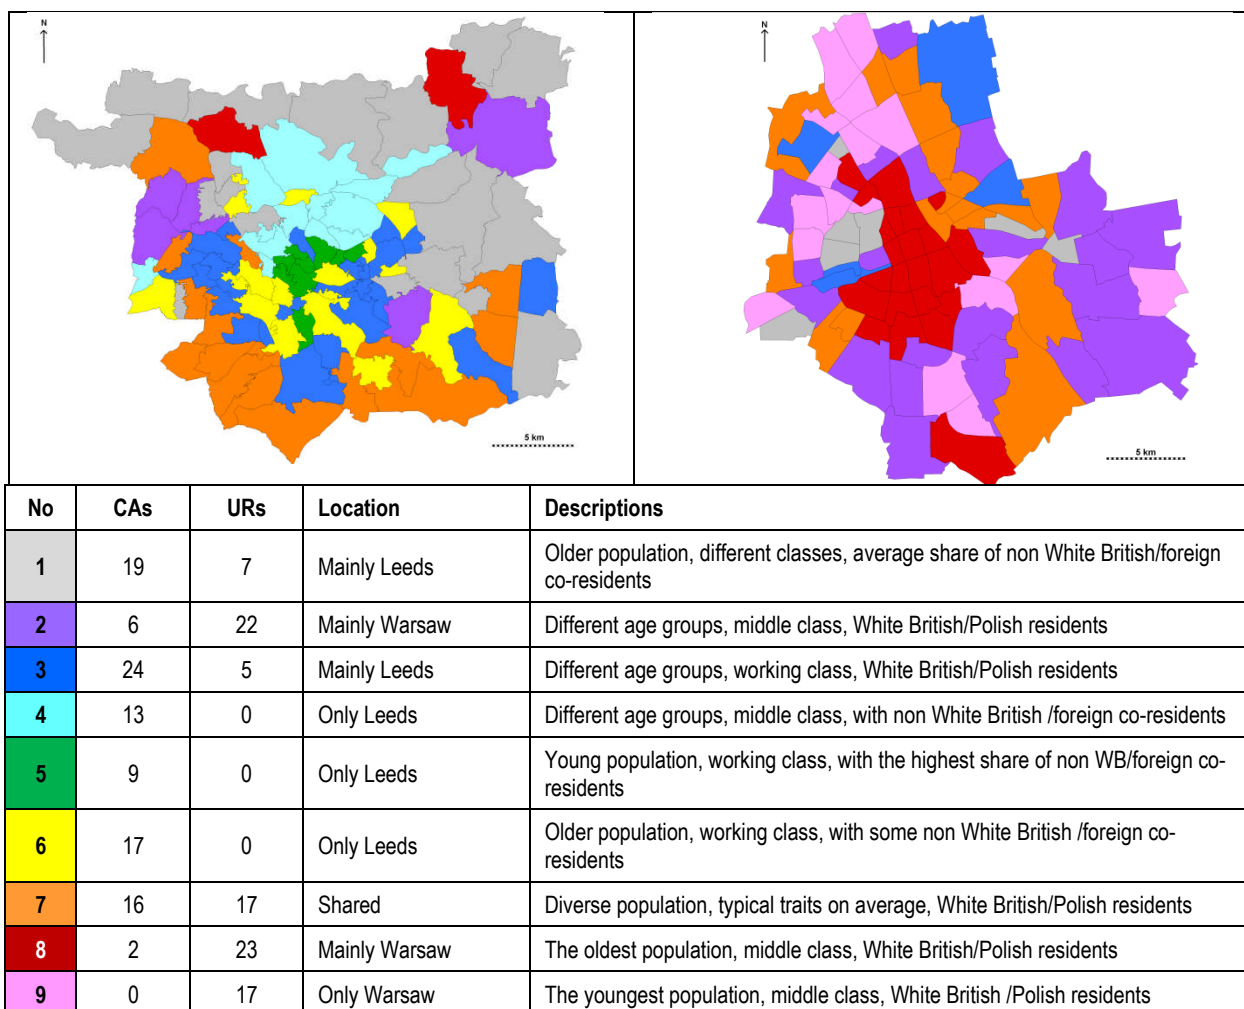 N
5 km
N
5 km
No CAs URs Location Descriptions
1 19 7 Mainly Leeds Older population, different classes, average share of non White British/foreign
co-residents
2 6 22 Mainly Warsaw Different age groups, middle class, White British/Polish residents
3 24 5 Mainly Leeds Different age groups, working class, White British/Polish residents
4 13 0 Only Leeds Different age groups, middle class, with non White British /foreign co-residents
5 9 0 Only Leeds Young population, working class, with the highest share of non WB/foreign co-
residents
6 17 0 Only Leeds Older population, working class, with some non White British /foreign co-
residents
7 16 17 Shared Diverse population, typical traits on average, White British/Polish residents
8 2 23 Mainly Warsaw The oldest population, middle class, White British/Polish residents
9 0 17 Only Warsaw The youngest population, middle class, White British /Polish residents